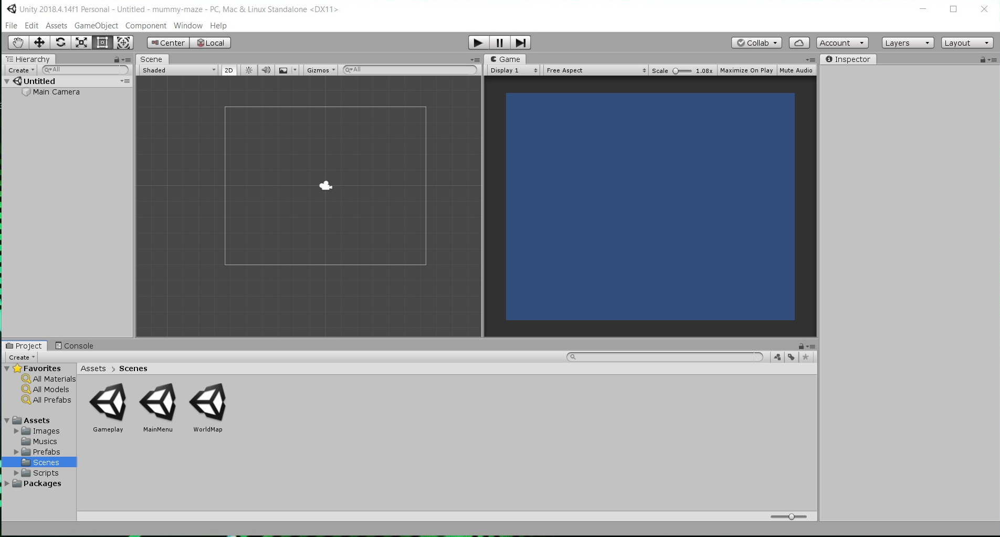 Unity 2018.4.14f1 Personal - Untitled - mummy-maze - PC, Mac & Linux Standalone <DX11>
File Edit Assets GameObject Component Window Help
Center Local Collab Account Layers Layout
Hierarchy Scene Game Inspector
Create All Shaded 2D Gizmos All Display 1 Free Aspect Scale 1.08x Maximize On Play Mute Audio
Untitled
Main Camera
Project Console
Create
Favorites Assets Scenes
All Materials
All Models
All Prefabs
Assets
Images Gameplay MainMenu WorldMap
Musics
Prefabs
Scenes
Scripts
Packages